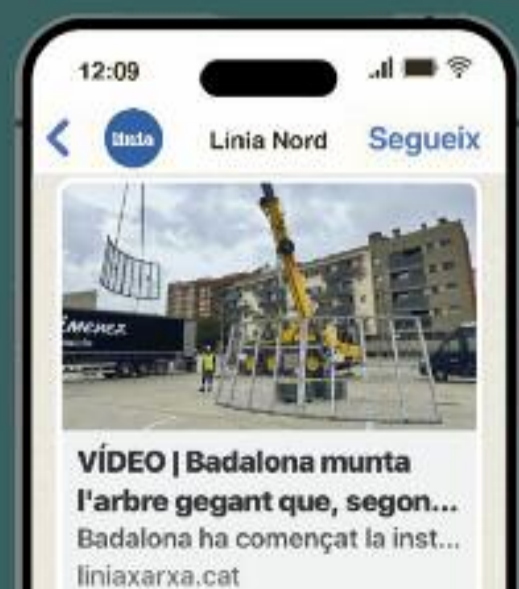 12:09
línia
Línia Nord
Segueix
VÍDEO | Badalona munta
l'arbre gegant que, segon...
Badalona ha començat la inst...
liniaxarxa.cat